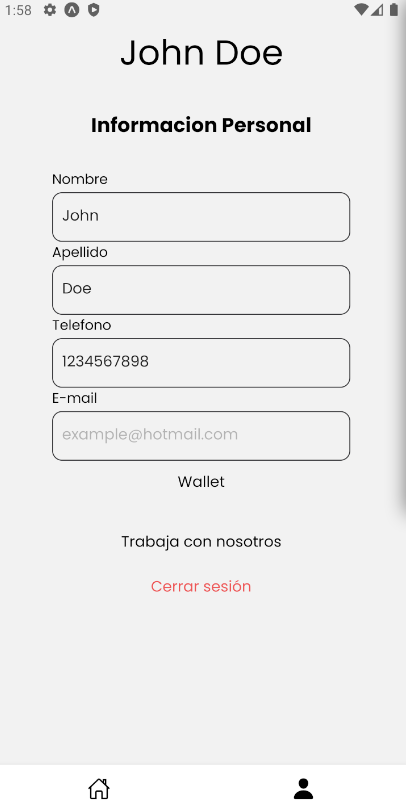 1:58
John Doe
Informacion Personal
Nombre
John
Apellido
Doe
Telefono
1234567898
E-mail
example@hotmail.com
Wallet
Trabaja con nosotros
Cerrar sesión